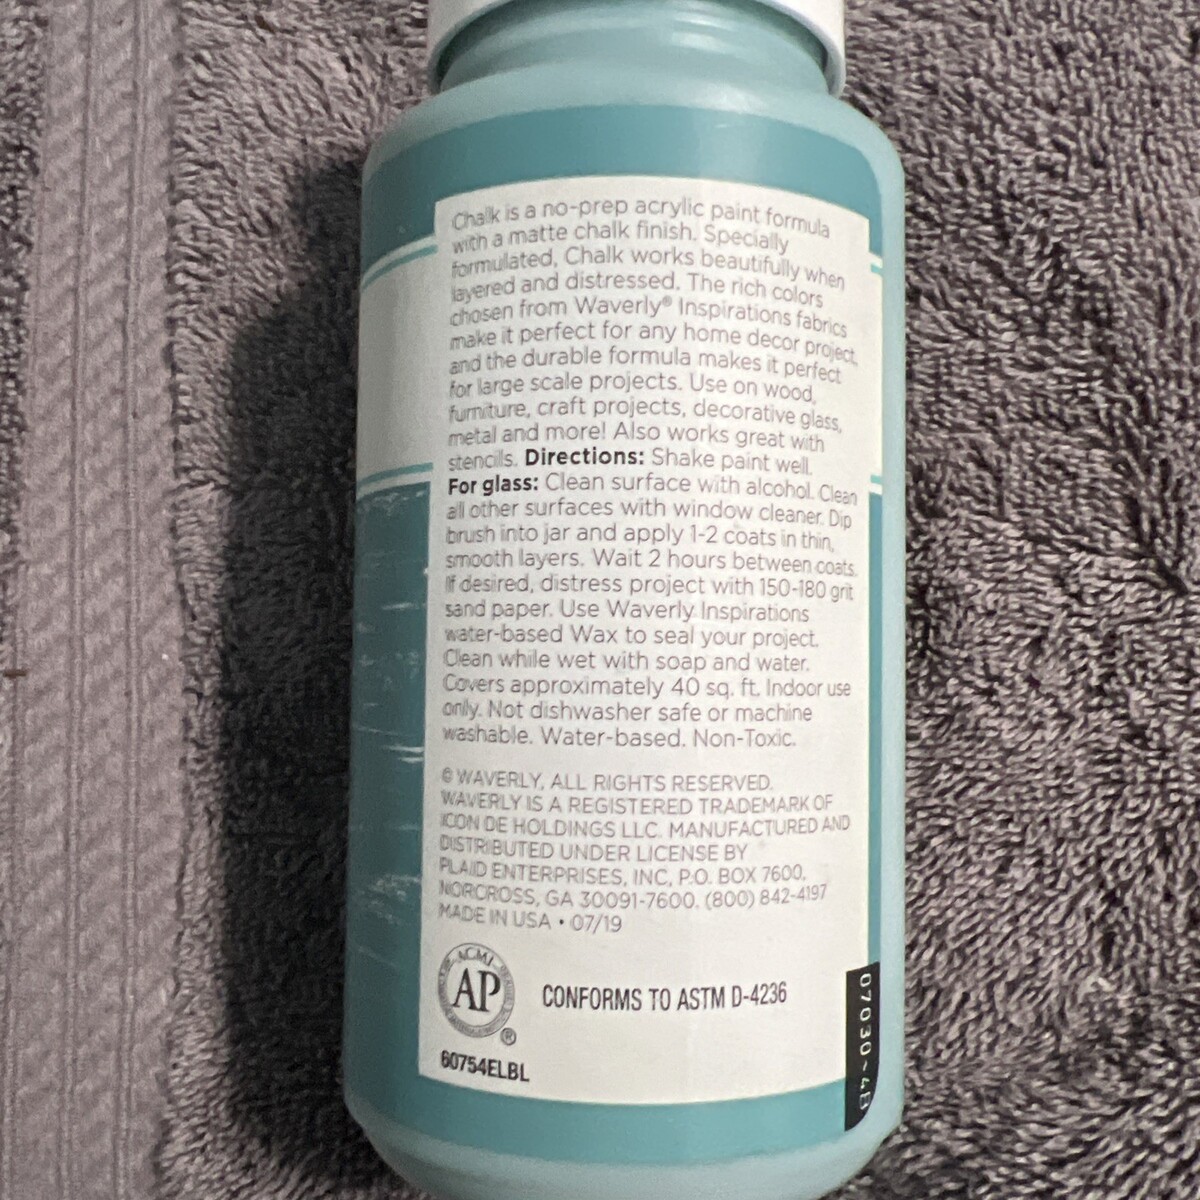 Chalk is a no-prep acrylic paint formula
with a matte chalk finish. Specially
formulated, Chalk works beautifully when
layered and distressed. The rich colors
chosen from Waverly® Inspirations fabrics
make it perfect for any home decor project,
and the durable formula makes it perfect
for large scale projects. Use on wood,
furniture, craft projects, decorative glass,
metal and more! Also works great with
stencils. Directions: Shake paint well.
For glass: Clean surface with alcohol. Clean
all other surfaces with window cleaner. Dip
brush into jar and apply 1-2 coats in thin,
smooth layers. Wait 2 hours between coats.
If desired, distress project with 150-180 grit
sand paper. Use Waverly Inspirations
water-based Wax to seal your project.
Clean while wet with soap and water.
Covers approximately 40 sq. ft. Indoor use
only. Not dishwasher safe or machine
washable. Water-based. Non-Toxic.
© WAVERLY, ALL RIGHTS RESERVED.
WAVERLY IS A REGISTERED TRADEMARK OF
ICON DE HOLDINGS LLC. MANUFACTURED AND
DISTRIBUTED UNDER LICENSE BY
PLAID ENTERPRISES, INC, P.O. BOX 7600,
NORCROSS, GA 30091-7600. (800) 842-4197
MADE IN USA • 07/19
ACMI
AP
®
CONFORMS TO ASTM D-4236
60754ELBL
07030~4B